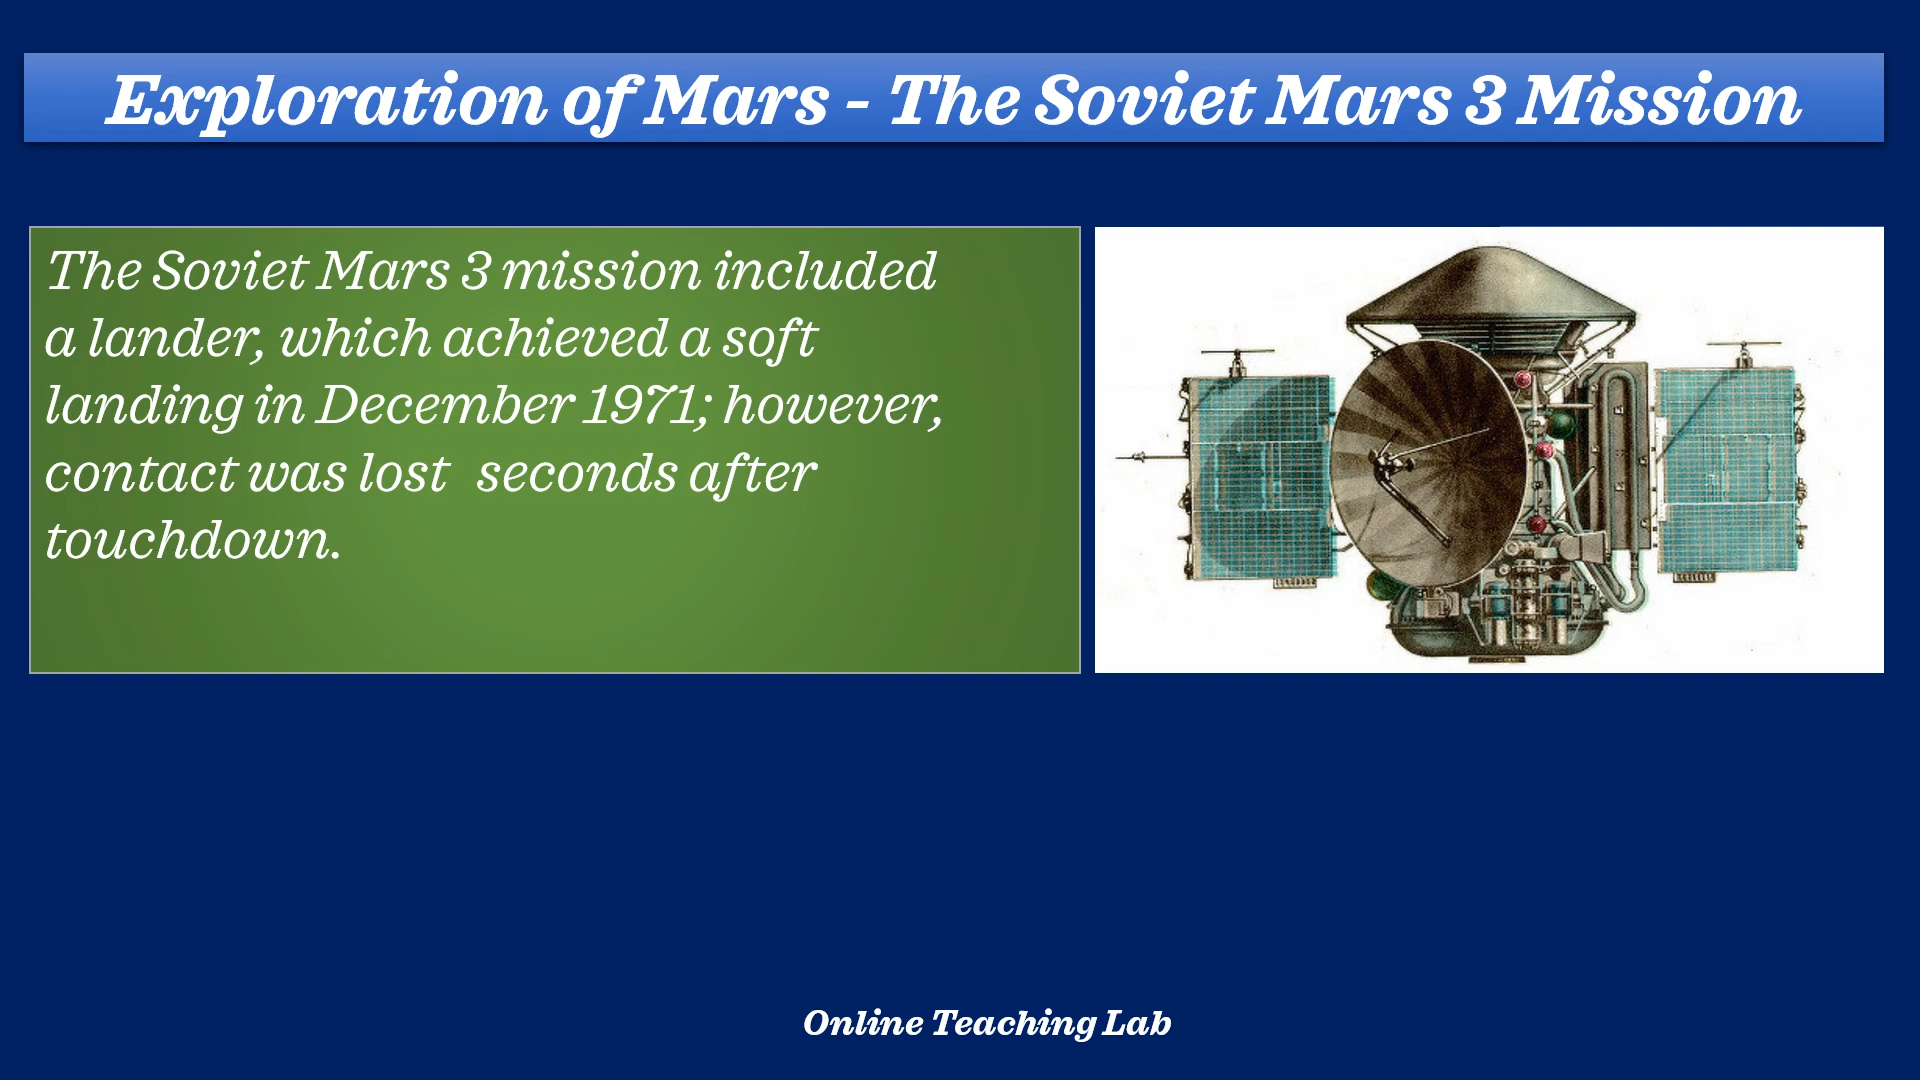 Exploration of Mars - The Soviet Mars 3 Mission
The Soviet Mars 3 mission included
a lander, which achieved a soft
landing in December 1971; however,
contact was lost  seconds after
touchdown.
Online Teaching Lab